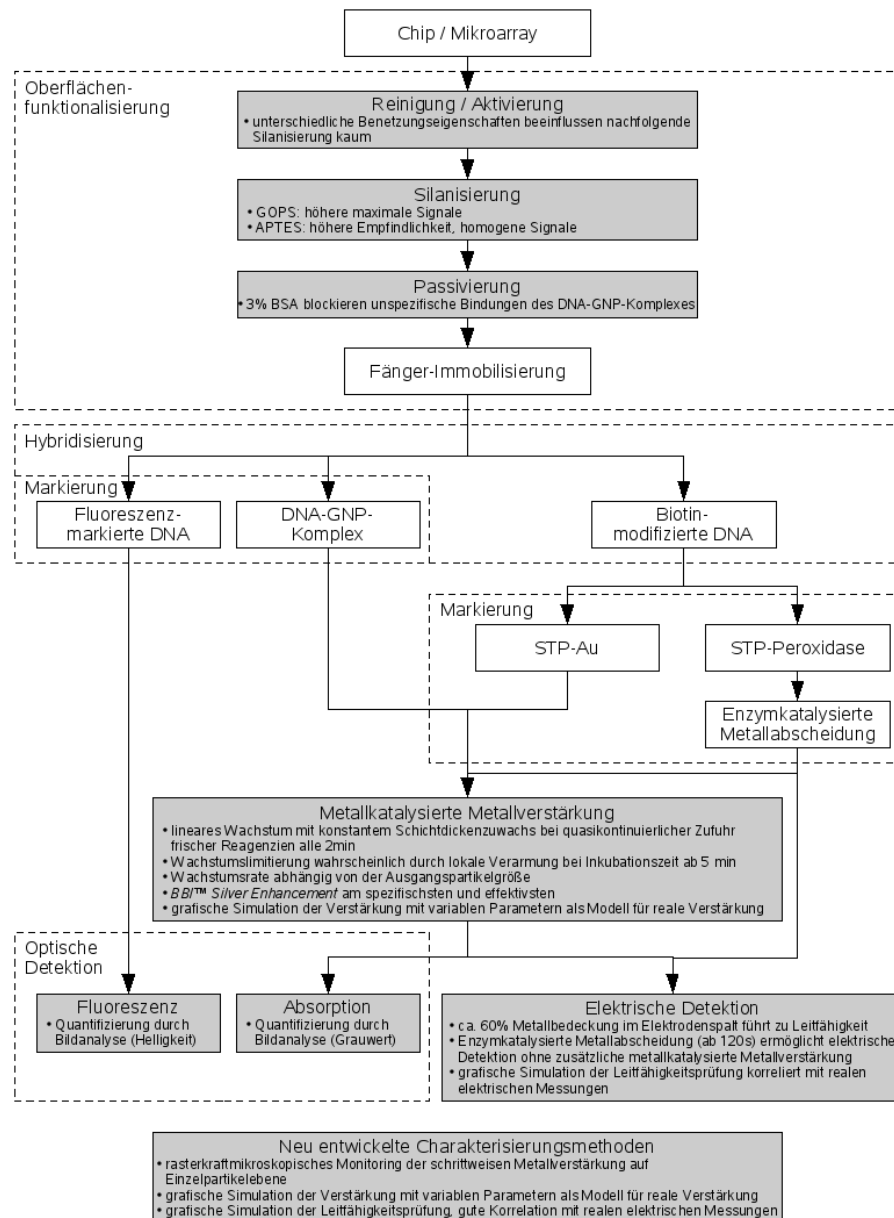 Chip / Mikroarray
Oberflächen-
funktionalisierung
Reinigung / Aktivierung
• unterschiedliche Benetzungseigenschaften beeinflussen nachfolgende
Silanisierung kaum
Silanisierung
• GOPS: höhere maximale Signale
• APTES: höhere Empfindlichkeit, homogene Signale
Passivierung
• 3% BSA blockieren unspezifische Bindungen des DNA-GNP-Komplexes
Fänger-Immobilisierung
Hybridisierung
Markierung
Fluoreszenz-
markierte DNA
DNA-GNP-
Komplex
Biotin-
modifizierte DNA
Markierung
STP-Au
STP-Peroxidase
Enzymkatalysierte
Metallabscheidung
Metallkatalysierte Metallverstärkung
• lineares Wachstum mit konstantem Schichtdickenzuwachs bei quasikontinuierlicher Zufuhr
frischer Reagenzien alle 2min
• Wachstumslimitierung wahrscheinlich durch lokale Verarmung bei Inkubationszeit ab 5 min
• Wachstumsrate abhängig von der Ausgangspartikelgröße
• BBI™ Silver Enhancement am spezifischsten und effektivsten
• grafische Simulation der Verstärkung mit variablen Parametern als Modell für reale Verstärkung
Optische
Detektion
Fluoreszenz
• Quantifizierung durch
Bildanalyse (Helligkeit)
Absorption
• Quantifizierung durch
Bildanalyse (Grauwert)
Elektrische Detektion
• ca. 60% Metallbedeckung im Elektrodenspalt führt zu Leitfähigkeit
• Enzymkatalysierte Metallabscheidung (ab 120s) ermöglicht elektrische
Detektion ohne zusätzliche metallkatalysierte Metallverstärkung
• grafische Simulation der Leitfähigkeitsprüfung korreliert mit realen
elektrischen Messungen
Neu entwickelte Charakterisierungsmethoden
• rasterkraftmikroskopisches Monitoring der schrittweisen Metallverstärkung auf
Einzelpartikelebene
• grafische Simulation der Verstärkung mit variablen Parametern als Modell für reale Verstärkung
• grafische Simulation der Leitfähigkeitsprüfung, gute Korrelation mit realen elektrischen Messungen